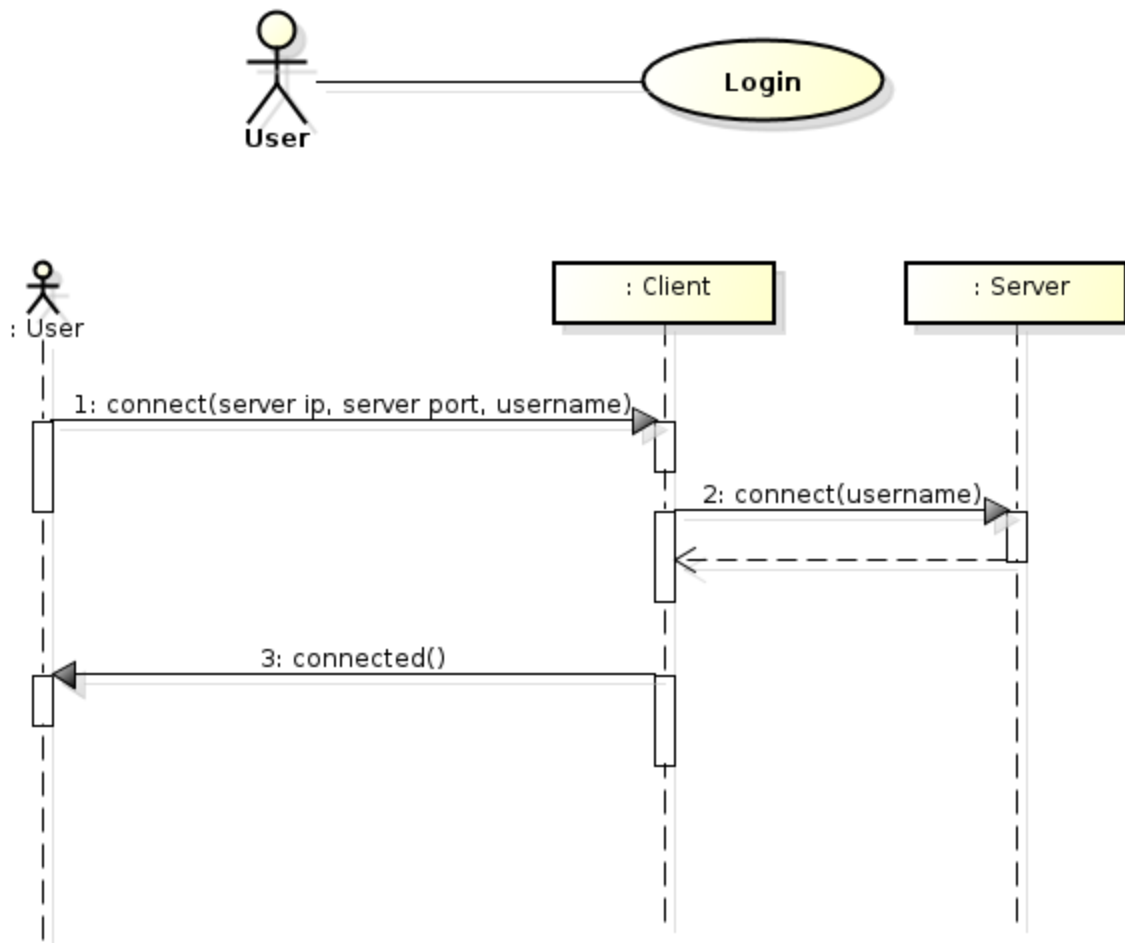 User
Login
: User
: Client
: Server
1: connect(server ip, server port, username)
2: connect(username)
3: connected()